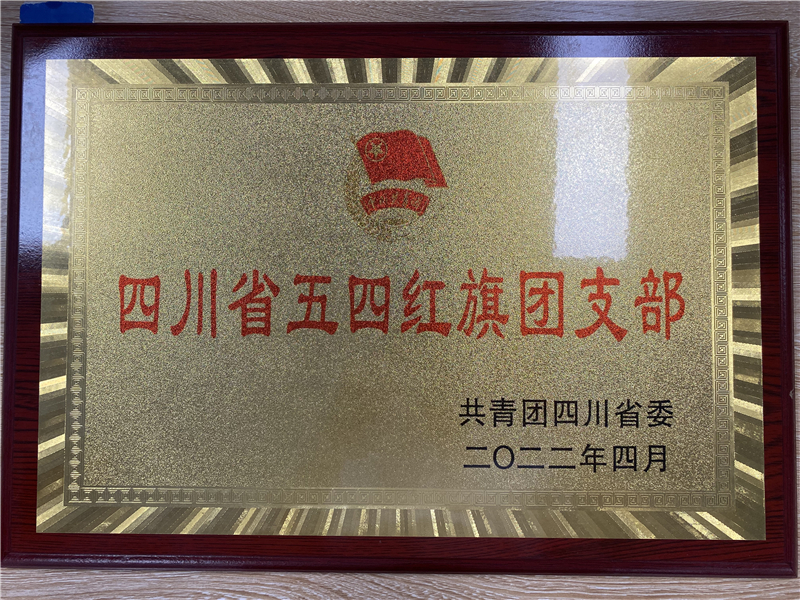 四川省五四红旗团支部
共青团四川省委
二〇二二年四月